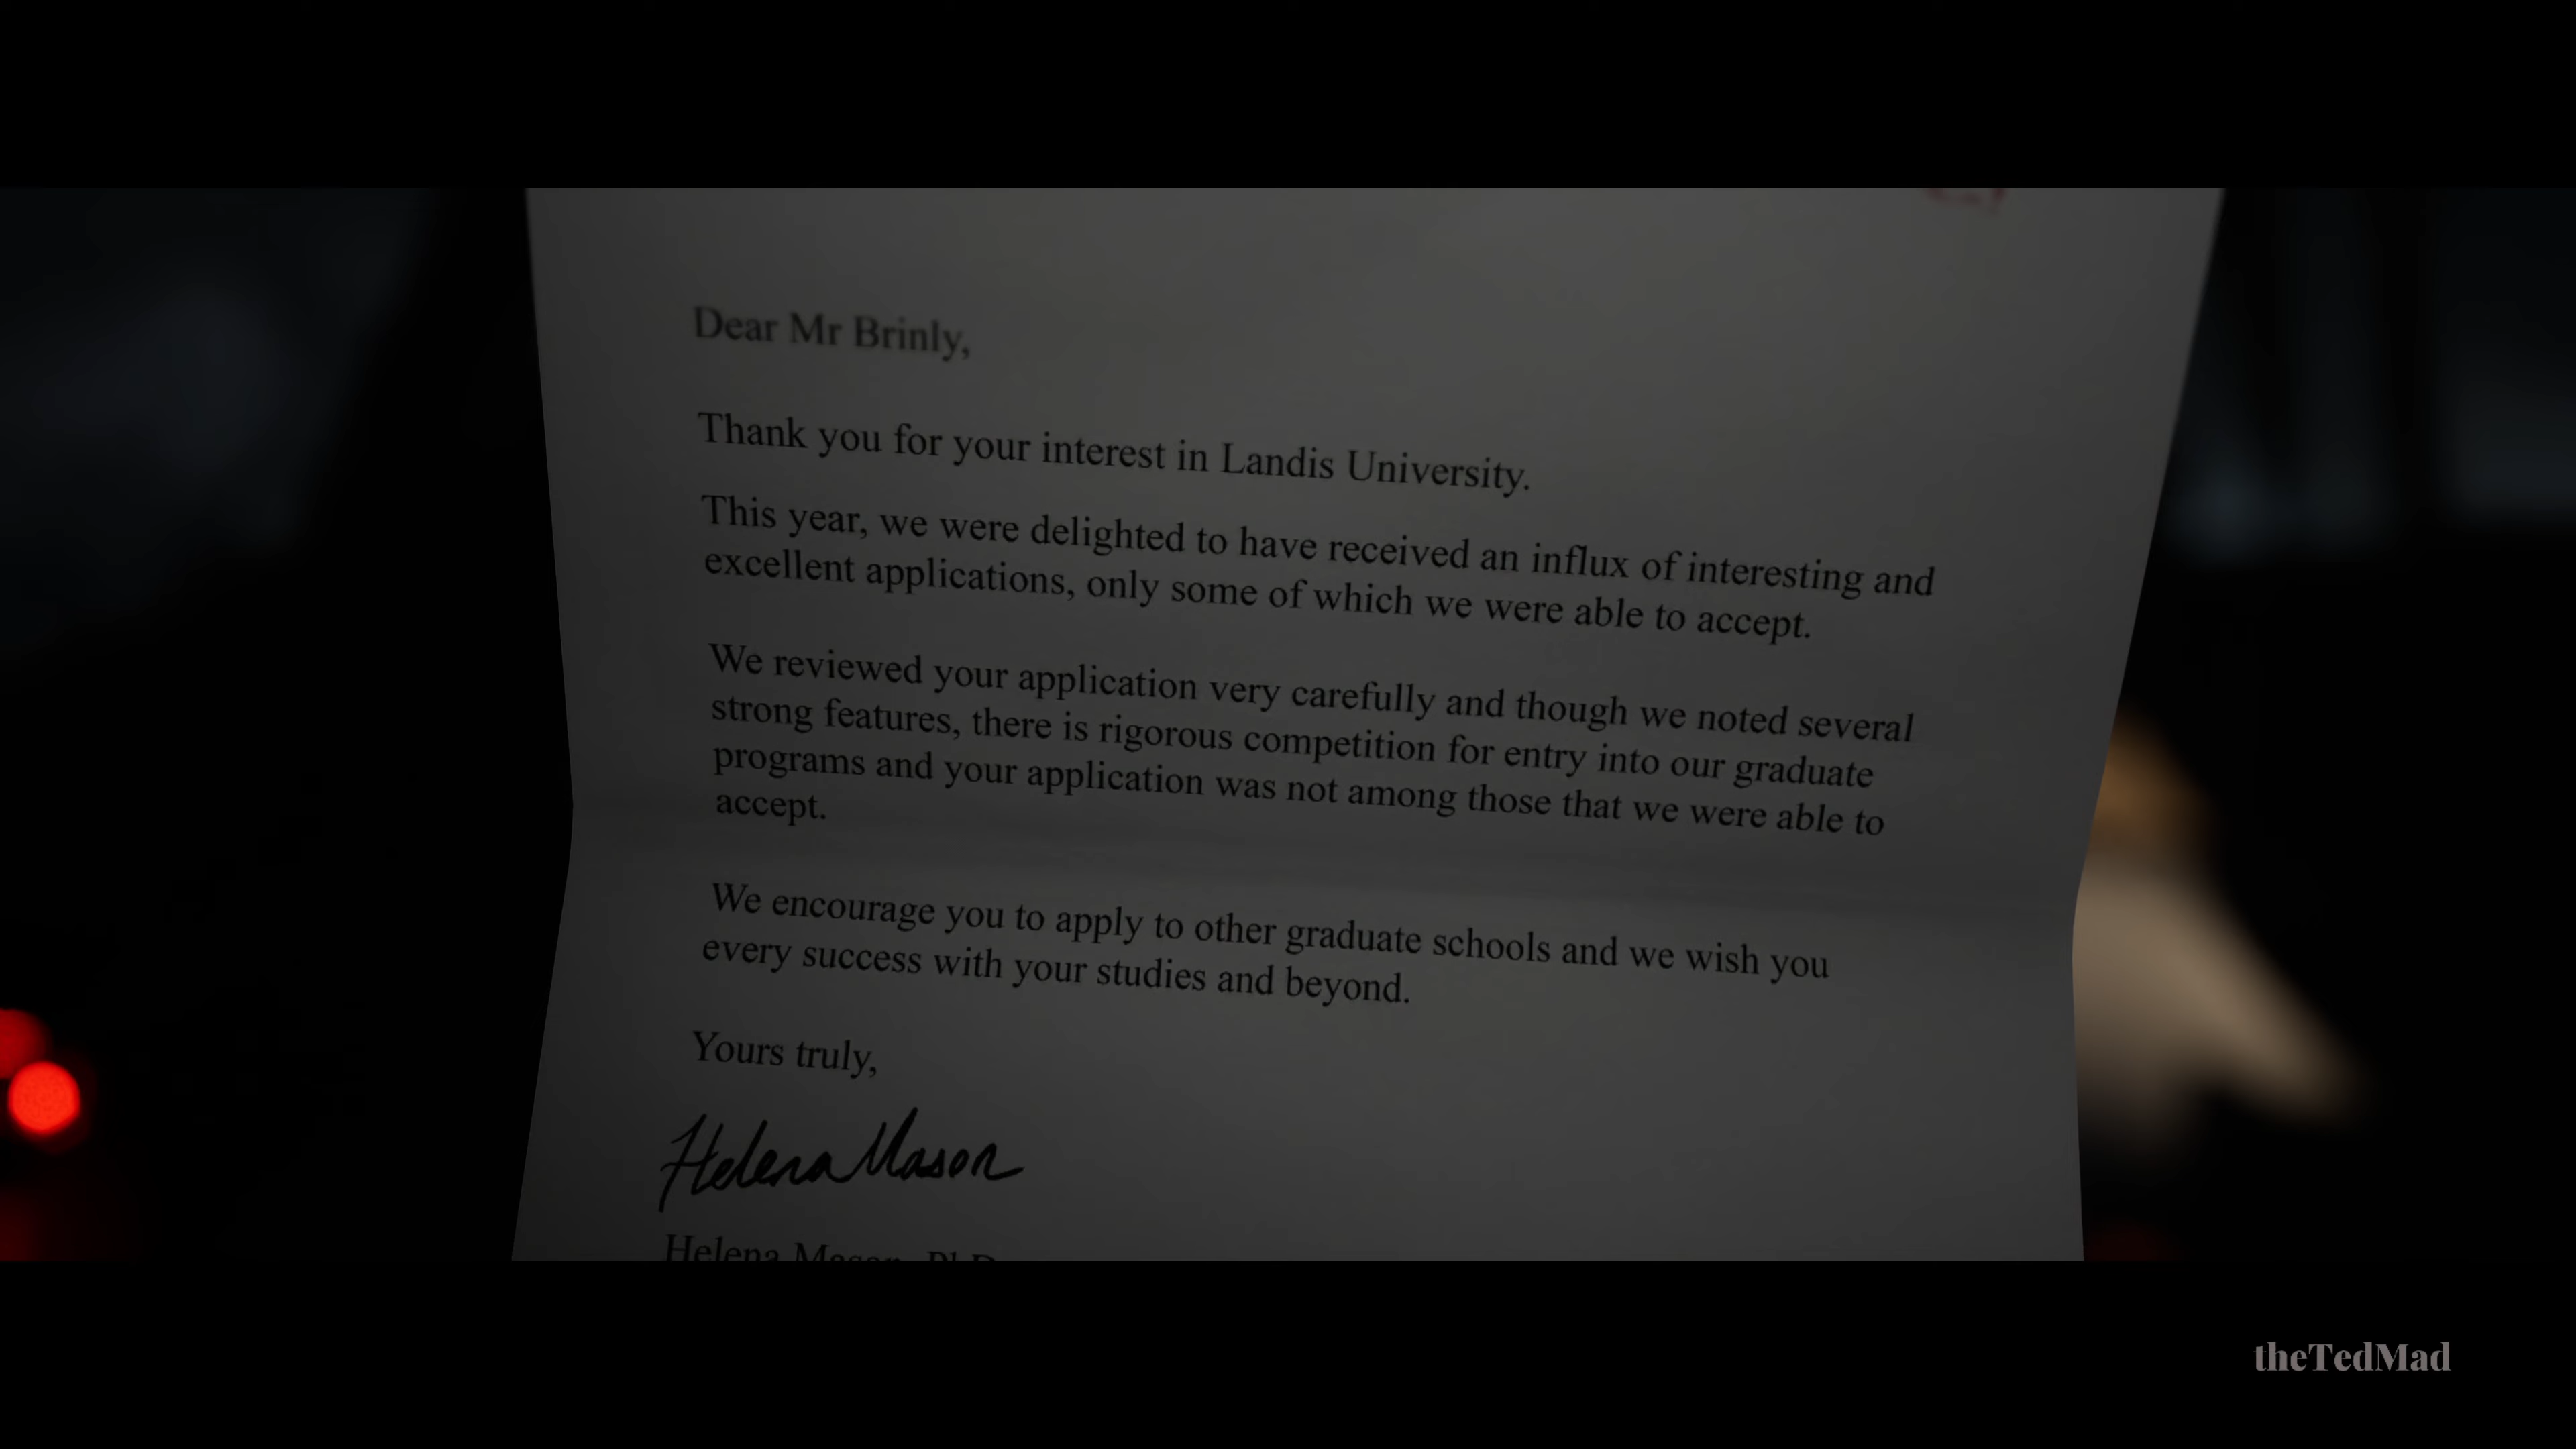 Dear Mr Brinly,
Thank you for your interest in Landis University.
This year, we were delighted to have received an influx of interesting and
excellent applications, only some of which we were able to accept.
We reviewed your application very carefully and though we noted several
strong features, there is rigorous competition for entry into our graduate
programs and your application was not among those that we were able to
accept.
We encourage you to apply to other graduate schools and we wish you
every success with your studies and beyond.
Yours truly,
Helena Mason
Helena Mason, PhD
theTedMad